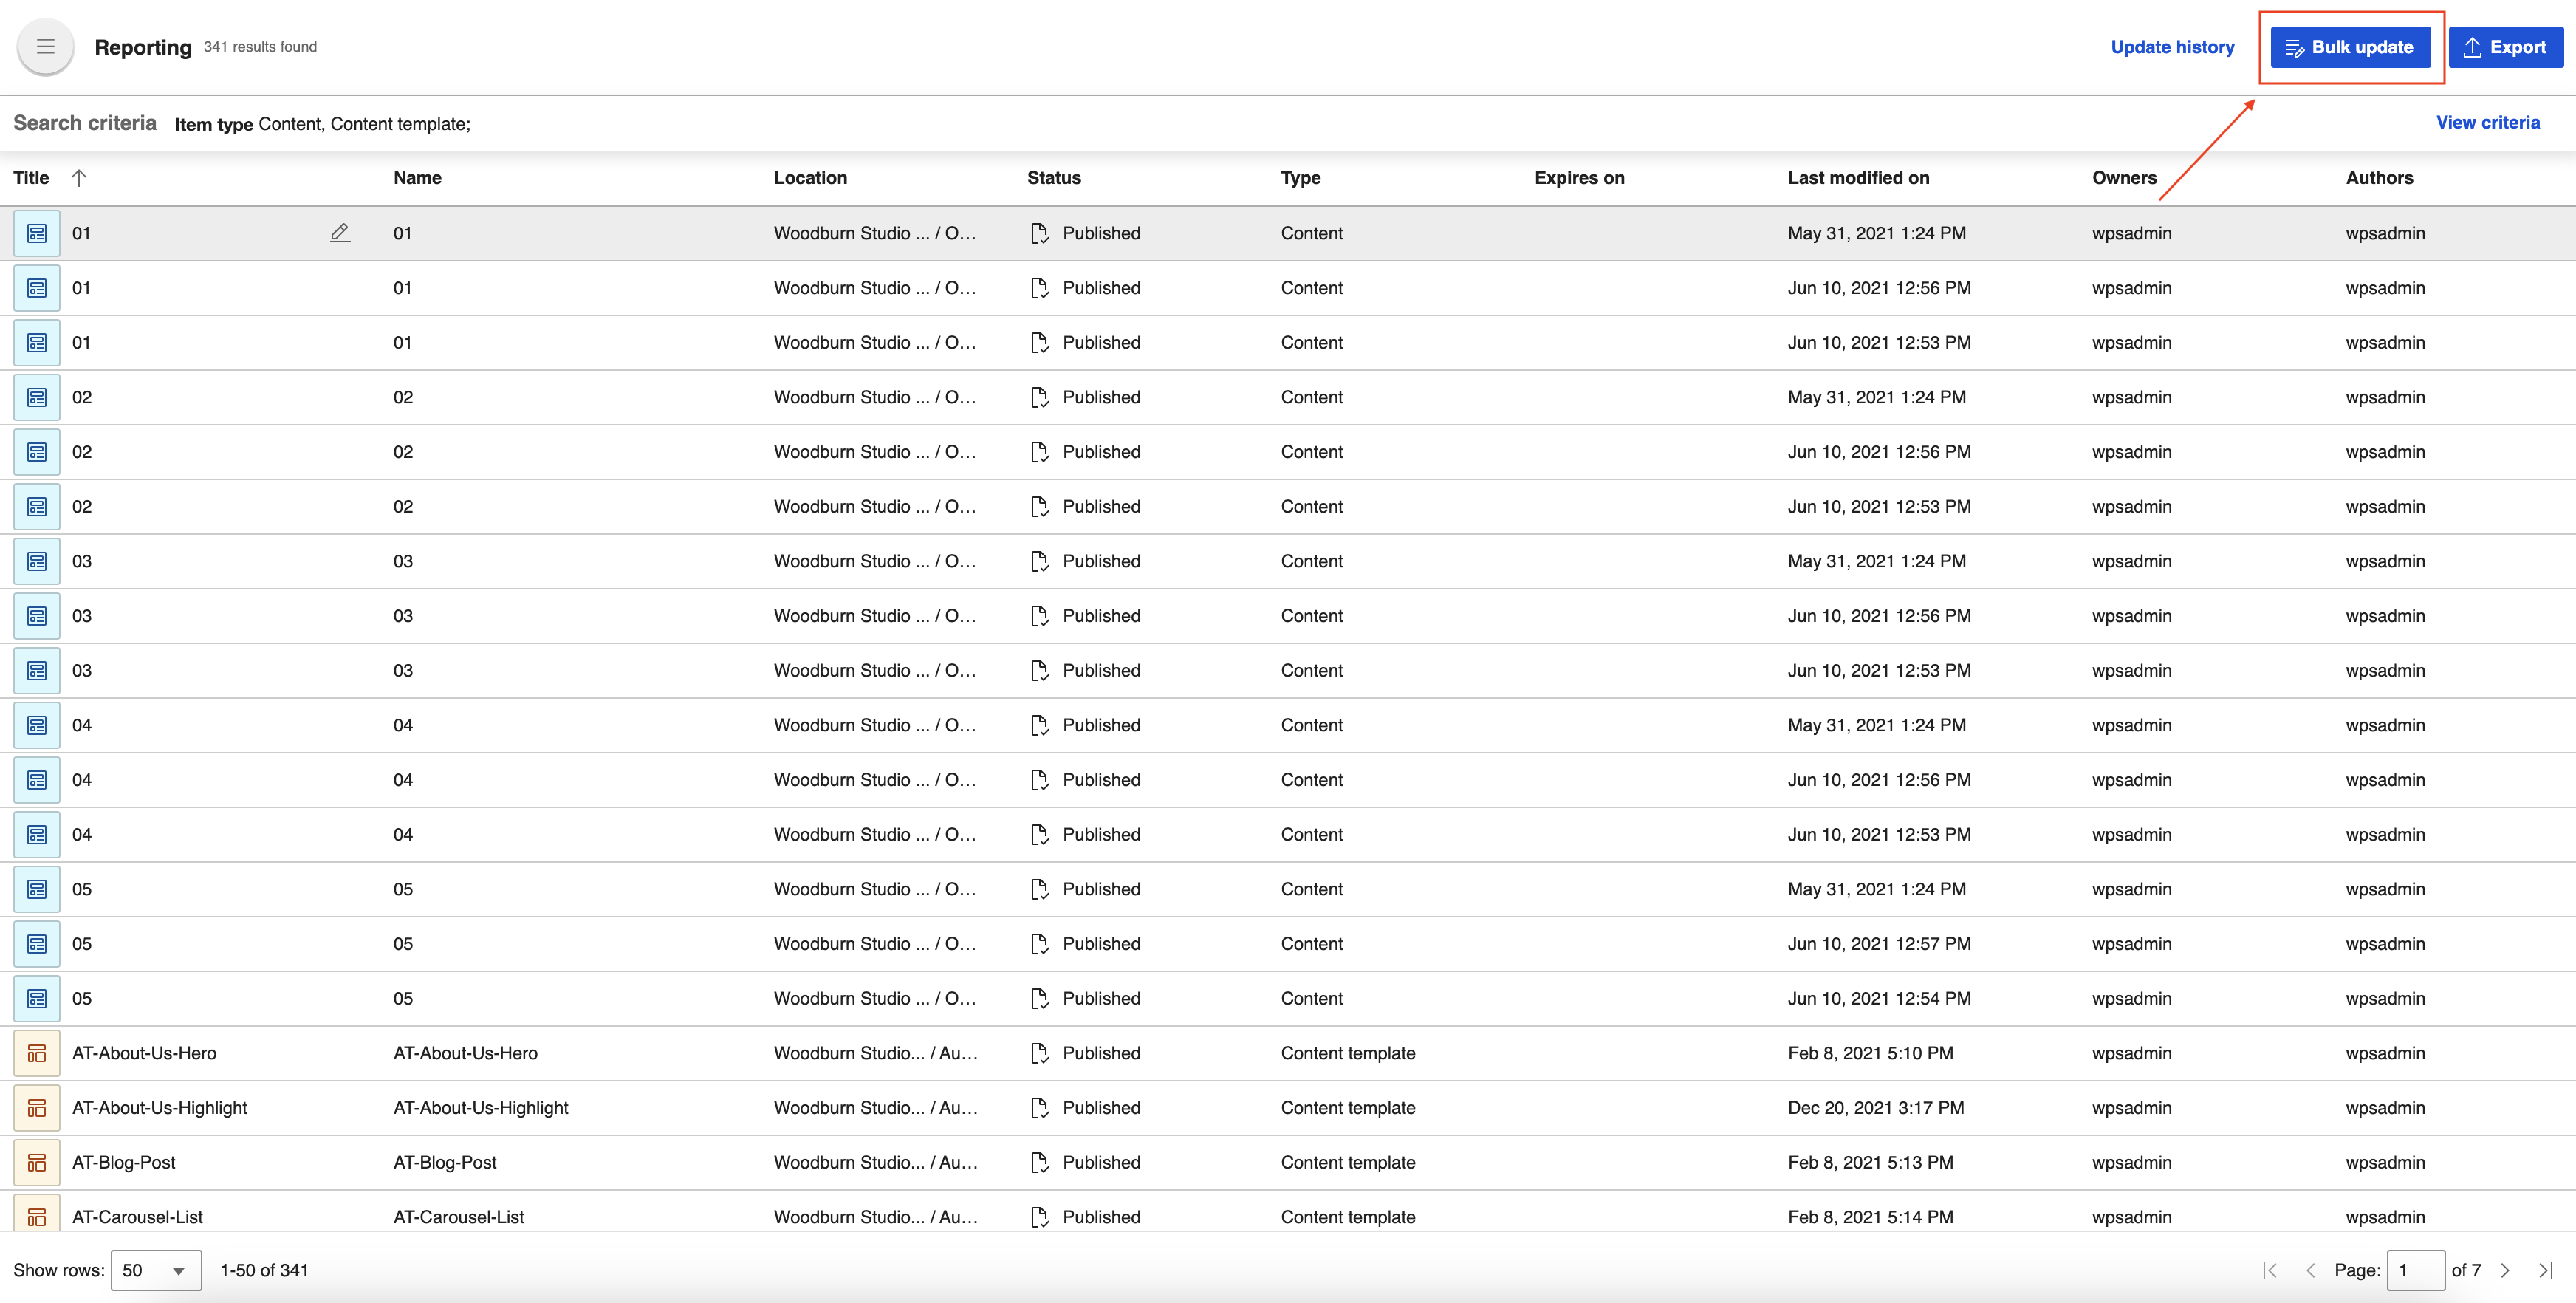 Reporting 341 results found Update history Bulk update Export
Search criteria Item type Content, Content template; View criteria
Title Name Location Status Type Expires on Last modified on Owners Authors
01 01 Woodburn Studio ... / O... Published Content May 31, 2021 1:24 PM wpsadmin wpsadmin
01 01 Woodburn Studio ... / O... Published Content Jun 10, 2021 12:56 PM wpsadmin wpsadmin
01 01 Woodburn Studio ... / O... Published Content Jun 10, 2021 12:53 PM wpsadmin wpsadmin
02 02 Woodburn Studio ... / O... Published Content May 31, 2021 1:24 PM wpsadmin wpsadmin
02 02 Woodburn Studio ... / O... Published Content Jun 10, 2021 12:56 PM wpsadmin wpsadmin
02 02 Woodburn Studio ... / O... Published Content Jun 10, 2021 12:53 PM wpsadmin wpsadmin
03 03 Woodburn Studio ... / O... Published Content May 31, 2021 1:24 PM wpsadmin wpsadmin
03 03 Woodburn Studio ... / O... Published Content Jun 10, 2021 12:56 PM wpsadmin wpsadmin
03 03 Woodburn Studio ... / O... Published Content Jun 10, 2021 12:53 PM wpsadmin wpsadmin
04 04 Woodburn Studio ... / O... Published Content May 31, 2021 1:24 PM wpsadmin wpsadmin
04 04 Woodburn Studio ... / O... Published Content Jun 10, 2021 12:56 PM wpsadmin wpsadmin
04 04 Woodburn Studio ... / O... Published Content Jun 10, 2021 12:53 PM wpsadmin wpsadmin
05 05 Woodburn Studio ... / O... Published Content May 31, 2021 1:24 PM wpsadmin wpsadmin
05 05 Woodburn Studio ... / O... Published Content Jun 10, 2021 12:57 PM wpsadmin wpsadmin
05 05 Woodburn Studio ... / O... Published Content Jun 10, 2021 12:54 PM wpsadmin wpsadmin
AT-About-Us-Hero AT-About-Us-Hero Woodburn Studio... / Au... Published Content template Feb 8, 2021 5:10 PM wpsadmin wpsadmin
AT-About-Us-Highlight AT-About-Us-Highlight Woodburn Studio... / Au... Published Content template Dec 20, 2021 3:17 PM wpsadmin wpsadmin
AT-Blog-Post AT-Blog-Post Woodburn Studio... / Au... Published Content template Feb 8, 2021 5:13 PM wpsadmin wpsadmin
AT-Carousel-List AT-Carousel-List Woodburn Studio... / Au... Published Content template Feb 8, 2021 5:14 PM wpsadmin wpsadmin
Show rows: 50 1-50 of 341 Page: 1 of 7